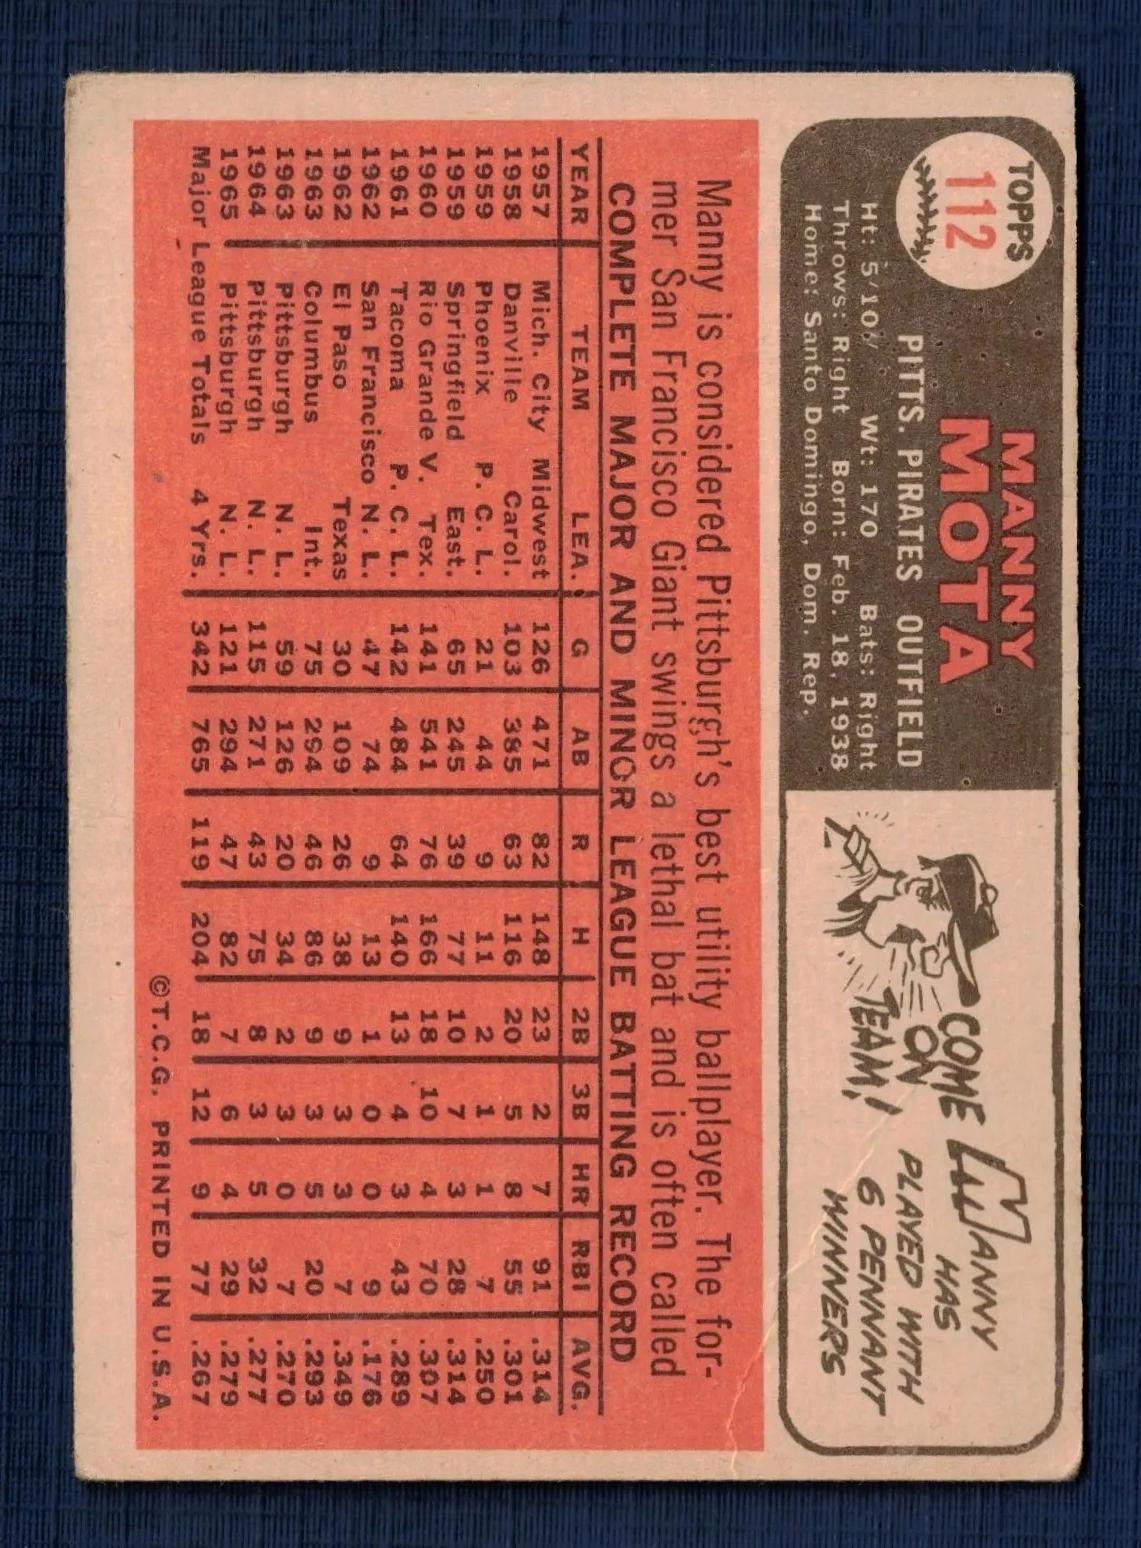 TOPPS
112
MANNY
MOTA
PITTS. PIRATES OUTFIELD
Ht: 5'10" Wt: 170 Bats: Right
Throws: Right Born: Feb. 18, 1938
Home: Santo Domingo, Dom. Rep.
COME
ON
TEAM!
MANNY
HAS
PLAYED WITH
6 PENNANT
WINNERS
Manny is considered Pittsburgh's best utility ballplayer. The for-
mer San Francisco Giant swings a lethal bat and is often called
COMPLETE MAJOR AND MINOR LEAGUE BATTING RECORD
YEAR TEAM LEA. G AB R H 2B 3B HR RBI AVG.
1957 Mich. City Midwest 126 471 82 148 23 2 7 91 .314
1958 Danville Carol. 103 385 63 116 20 5 8 55 .301
1959 Phoenix P. C. L. 21 44 9 11 2 1 1 7 .250
1959 Springfield East. 65 245 39 77 10 7 3 28 .314
1960 Rio Grande V. Tex. 141 541 76 166 18 10 4 70 .307
1961 Tacoma P. C. L. 142 484 64 140 13 4 3 43 .289
1962 San Francisco N. L. 47 74 9 13 1 0 0 9 .176
1962 El Paso Texas 30 109 26 38 9 3 3 7 .349
1963 Columbus Int. 75 294 46 86 9 3 5 20 .293
1963 Pittsburgh N. L. 59 126 20 34 2 3 0 7 .270
1964 Pittsburgh N. L. 115 271 43 75 8 3 5 32 .277
1965 Pittsburgh N. L. 121 294 47 82 7 6 4 29 .279
Major League Totals 4 Yrs. 342 765 119 204 18 12 9 77 .267
©T.C.G. PRINTED IN U.S.A.